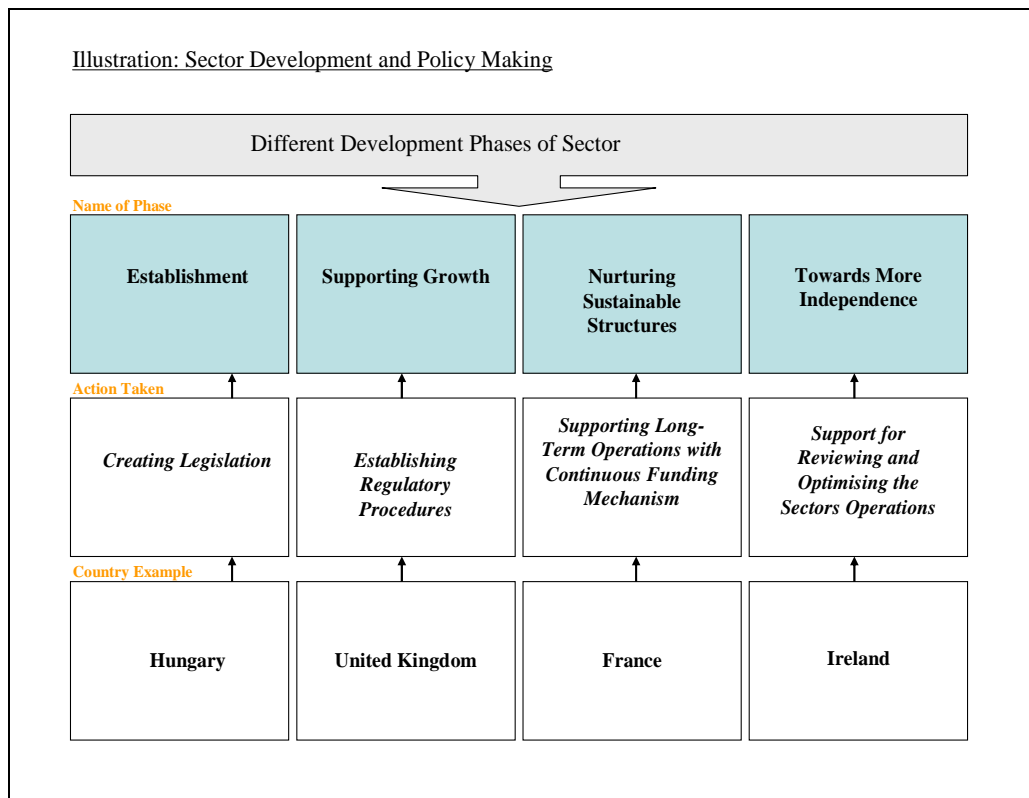 Illustration: Sector Development and Policy Making
Different Development Phases of Sector
Name of Phase
Establishment
Supporting Growth
Nurturing
Sustainable
Structures
Towards More
Independence
Action Taken
Creating Legislation
Establishing
Regulatory
Procedures
Supporting Long-
Term Operations with
Continuous Funding
Mechanism
Support for
Reviewing and
Optimising the
Sectors Operations
Country Example
Hungary
United Kingdom
France
Ireland